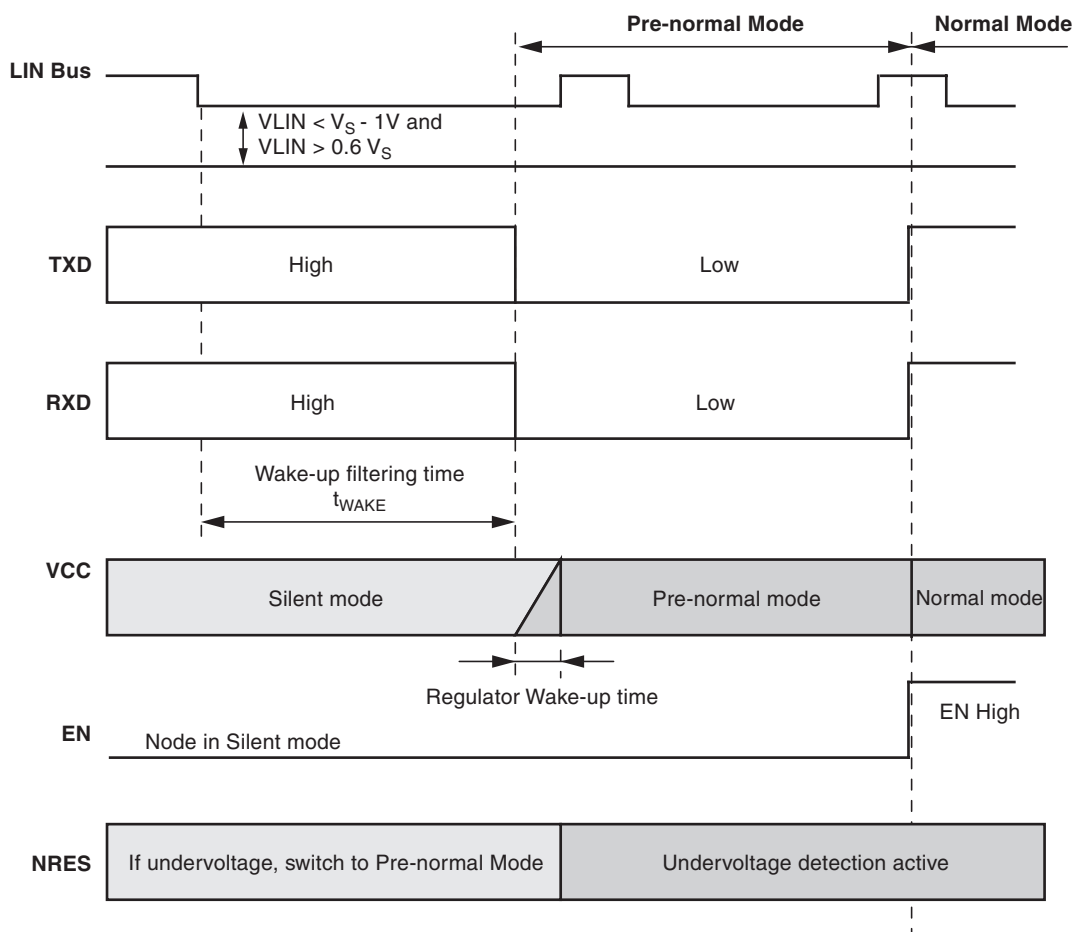 Pre-normal Mode
Normal Mode
LIN Bus
VLIN < VS - 1V and
VLIN > 0.6 VS
TXD
High
Low
RXD
High
Low
Wake-up filtering time
tWAKE
VCC
Silent mode
Pre-normal mode
Normal mode
Regulator Wake-up time
EN
Node in Silent mode
EN High
NRES
If undervoltage, switch to Pre-normal Mode
Undervoltage detection active